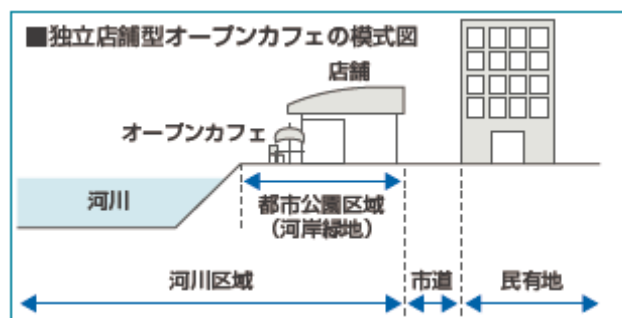 ■独立店舗型オープンカフェの模式図
店舗
オープンカフェ
河川
都市公園区域
（河岸緑地）
河川区域
市道
民有地